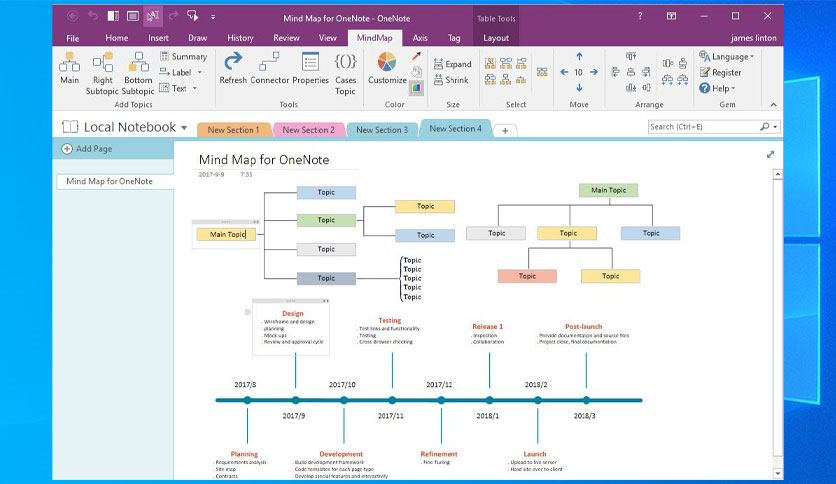 Mind Map for OneNote - OneNote
Table Tools
?
File
Home
Insert
Draw
History
Review
View
MindMap
Axis
Tag
Layout
james linton
Main
Right
Subtopic
Bottom
Subtopic
Summary
Label
Text
Add Topics
Refresh
Connector
Properties
Cases
Topic
Tools
Customize
Color
Expand
Shrink
Size
Select
10
Move
Arrange
Language
Register
Help
Gem
Local Notebook
New Section 1
New Section 2
New Section 3
New Section 4
+
Search (Ctrl+E)
Add Page
Mind Map for OneNote
Mind Map for OneNote
2017-9-9 7:35
Main Topic
Topic
Topic
Topic
Topic
Topic
Topic
Topic
Topic
Topic
Topic
Topic
Main Topic
Topic
Topic
Topic
Topic
Topic
Design
. Wireframe and design
. planning
. Mock-ups
. Review and approval cycle
Testing
. Test links and functionality
. Testing
. Cross Browser checking
Release 1
. Inspection
. Collaboration
Post-launch
. Provide documentation and source files
. Project close, final documentation
2017/8
2017/9
2017/10
2017/11
2017/12
2018/1
2018/2
2018/3
Planning
. Requirements analysis
. Site map
. Contracts
Development
. Build development framework
. Code templates for each page type
. Develop special features and interactivity
Refinement
. Fine Tuning
Launch
. Upload to live server
. Hand site over to client